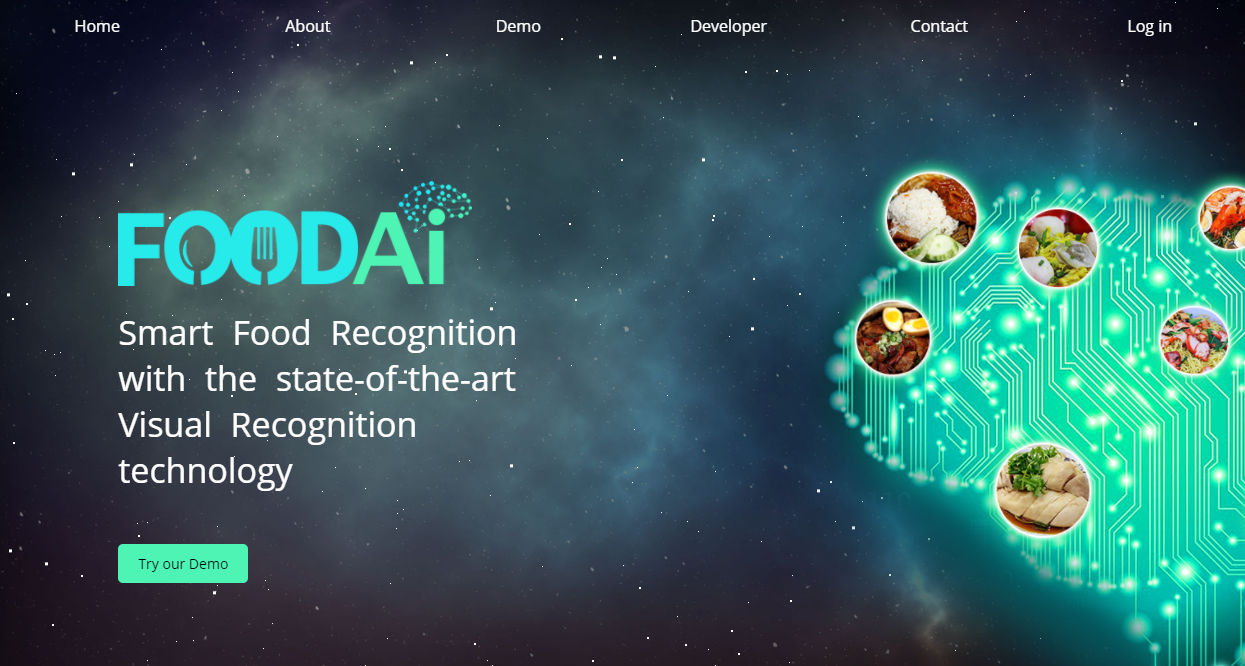 Home About Demo Developer Contact Log in
FOODAi
Smart Food Recognition
with the state-of-the-art
Visual Recognition
technology
Try our Demo